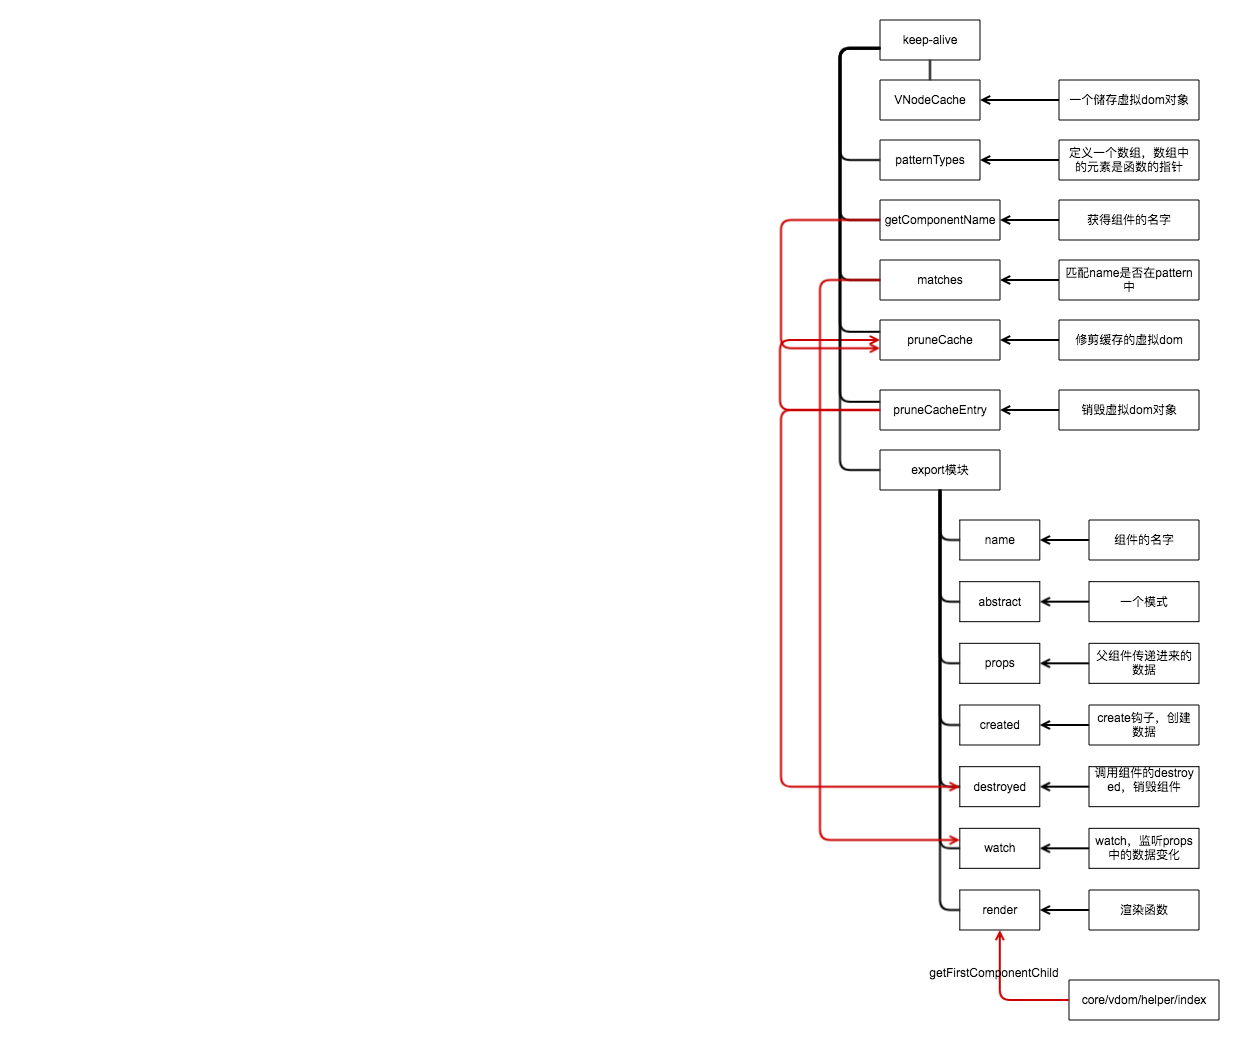 keep-alive
VNodeCache
一个储存虚拟dom对象
patternTypes
定义一个数组，数组中
的元素是函数的指针
getComponentName
获得组件的名字
matches
匹配name是否在pattern
中
pruneCache
修剪缓存的虚拟dom
pruneCacheEntry
销毁虚拟dom对象
export模块
name
组件的名字
abstract
一个模式
props
父组件传递进来的
数据
created
create钩子，创建
数据
destroyed
调用组件的destroy
ed，销毁组件
watch
watch，监听props
中的数据变化
render
渲染函数
getFirstComponentChild
core/vdom/helper/index